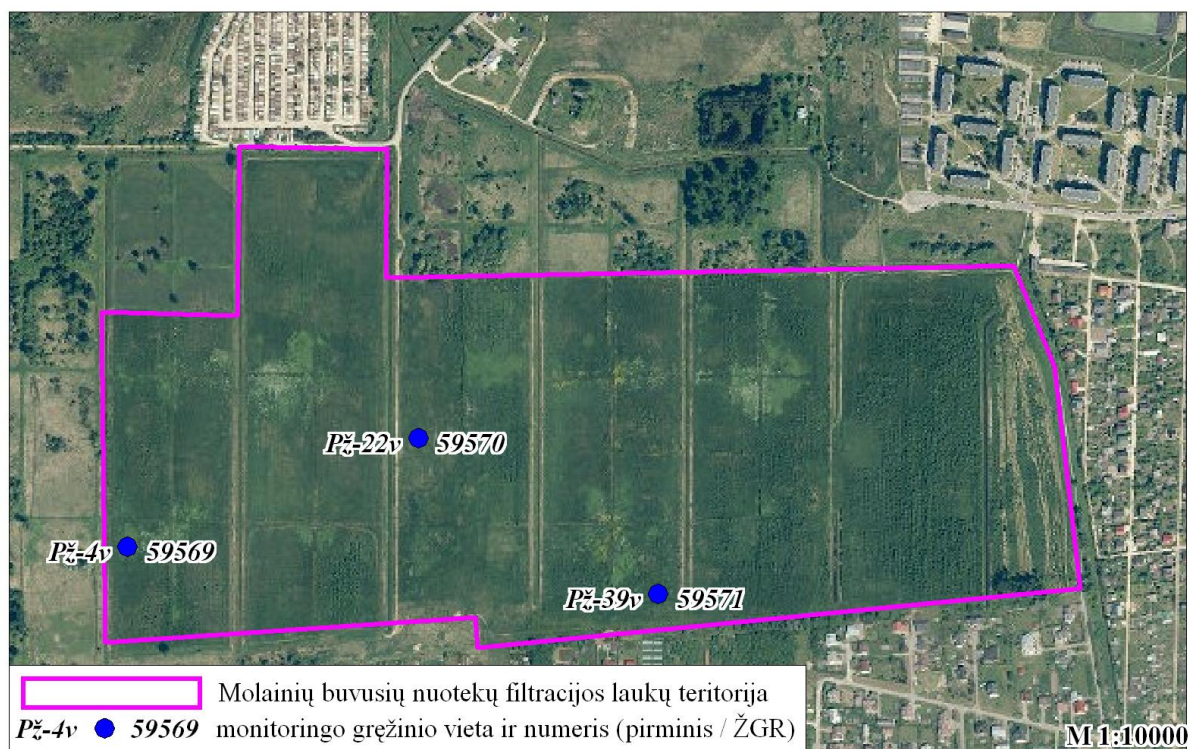 Pž-22v 59570
Pž-4v 59569
Pž-39v 59571
Molainių buvusių nuotekų filtracijos laukų teritorija
Pž-4v 59569 monitoringo gręžinio vieta ir numeris (pirminis / ŽGR)
M 1:10000